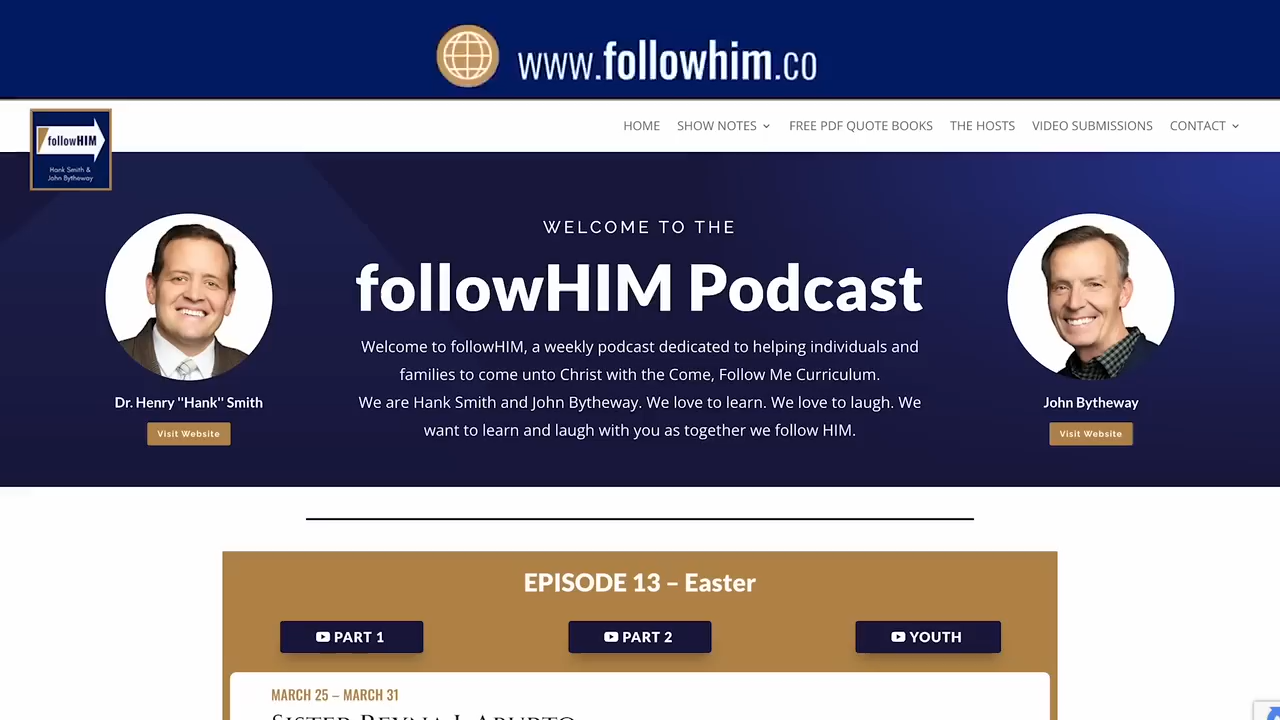 www.followhim.co
followHIM
Hank Smith &
John Bytheway
HOME SHOW NOTES FREE PDF QUOTE BOOKS THE HOSTS VIDEO SUBMISSIONS CONTACT
WELCOME TO THE
followHIM Podcast
Welcome to followHIM, a weekly podcast dedicated to helping individuals and
families to come unto Christ with the Come, Follow Me Curriculum.
We are Hank Smith and John Bytheway. We love to learn. We love to laugh. We
want to learn and laugh with you as together we follow HIM.
Dr. Henry "Hank" Smith
Visit Website
John Bytheway
Visit Website
EPISODE 13 – Easter
PART 1 PART 2 YOUTH
MARCH 25 – MARCH 31
SISTER REYNA I. ABURTO